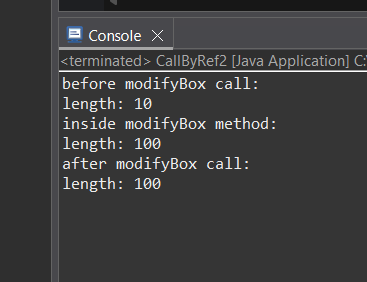 Console
<terminated> CallByRef2 [Java Application] C:
before modifyBox call:
length: 10
inside modifyBox method:
length: 100
after modifyBox call:
length: 100